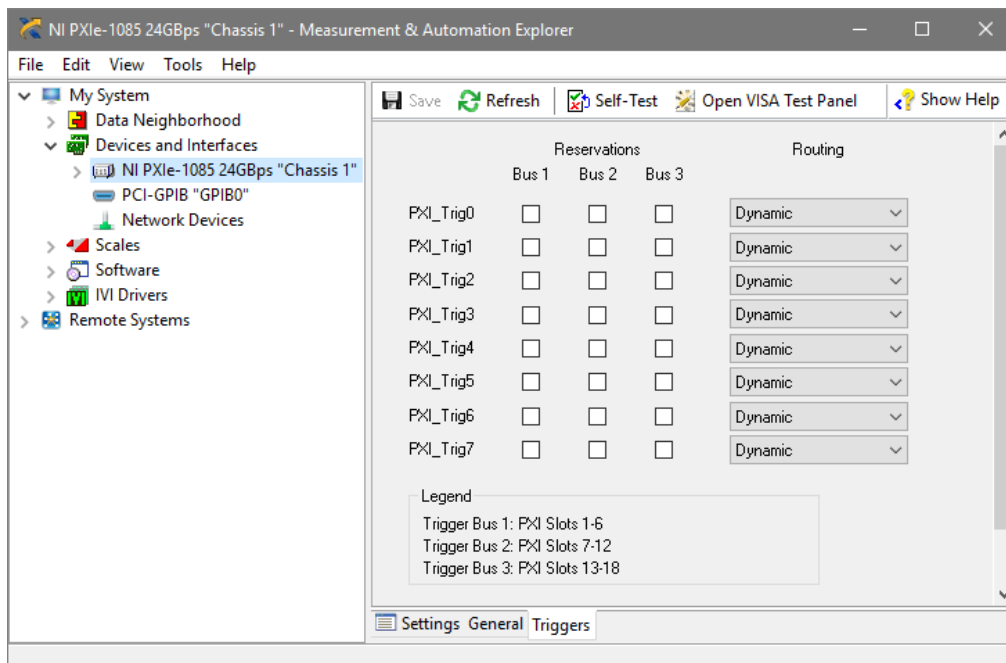 NI PXIe-1085 24GBps "Chassis 1" - Measurement & Automation Explorer
File Edit View Tools Help
My System
Data Neighborhood
Devices and Interfaces
NI PXIe-1085 24GBps "Chassis 1"
PCI-GPIB "GPIB0"
Network Devices
Scales
Software
IVI Drivers
Remote Systems
Save Refresh Self-Test Open VISA Test Panel Show Help
Reservations Routing
Bus 1 Bus 2 Bus 3
PXI_Trig0 Dynamic
PXI_Trig1 Dynamic
PXI_Trig2 Dynamic
PXI_Trig3 Dynamic
PXI_Trig4 Dynamic
PXI_Trig5 Dynamic
PXI_Trig6 Dynamic
PXI_Trig7 Dynamic
Legend
Trigger Bus 1: PXI Slots 1-6
Trigger Bus 2: PXI Slots 7-12
Trigger Bus 3: PXI Slots 13-18
Settings General Triggers